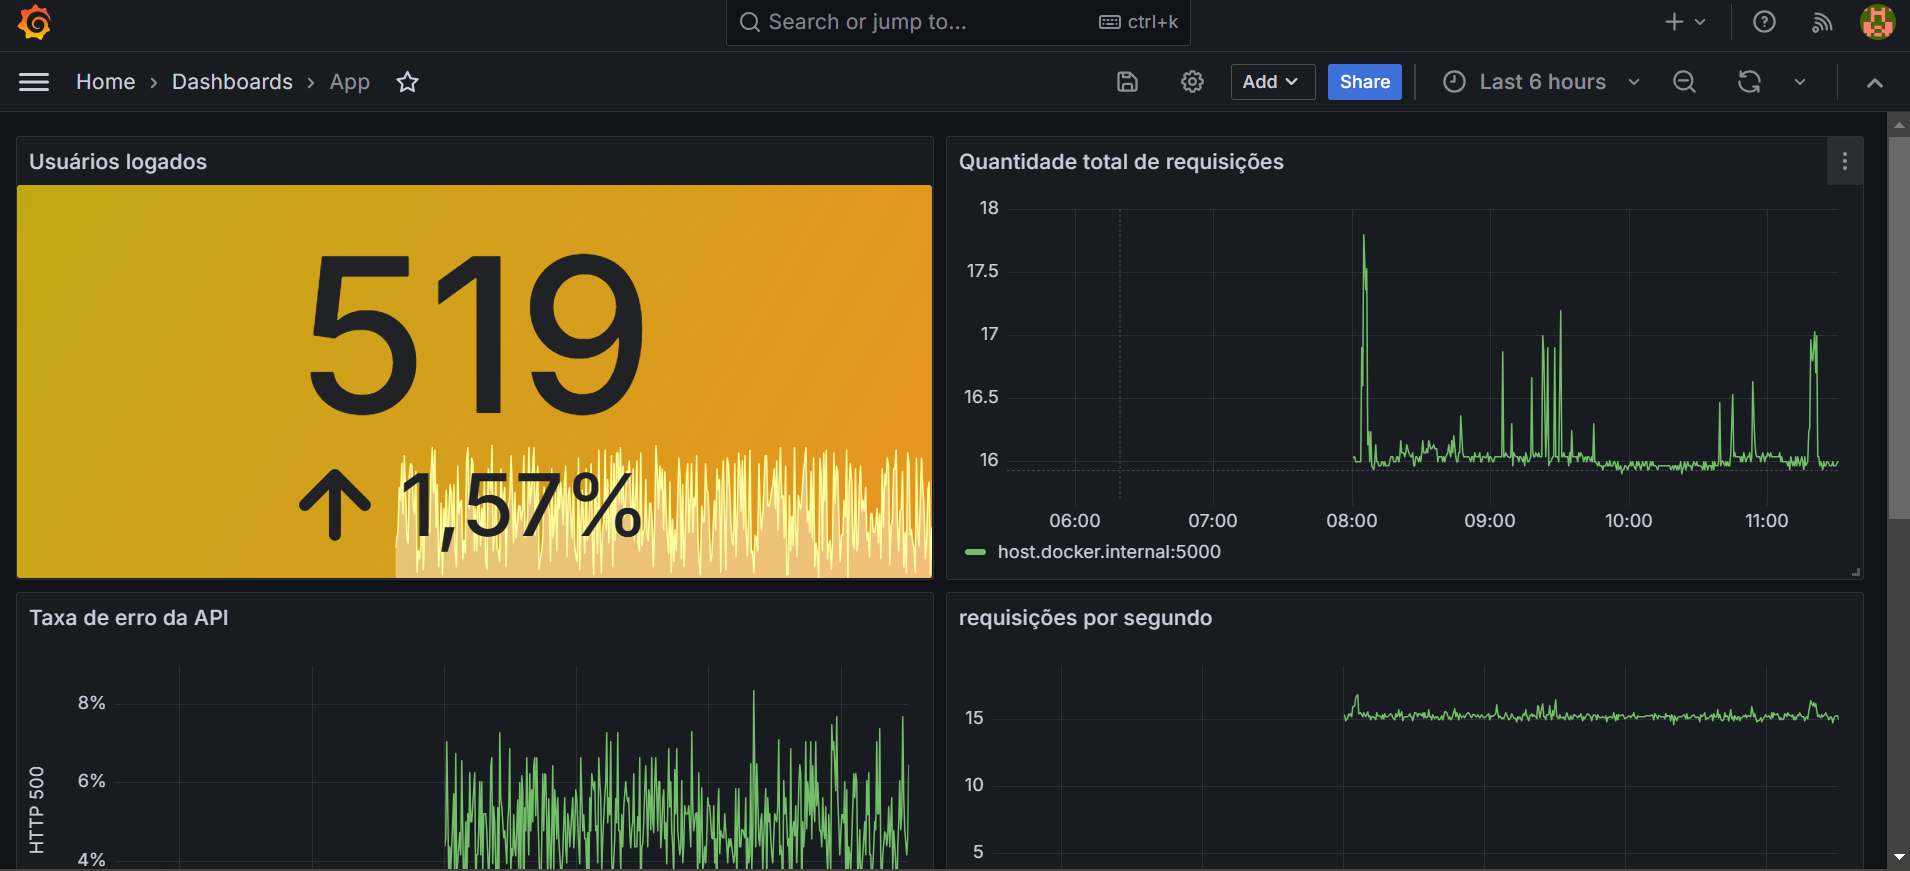 Search or jump to...
ctrl+k
Home › Dashboards › App
Add
Share
Last 6 hours
Usuários logados
519
1,57%
Quantidade total de requisições
18
17.5
17
16.5
16
06:00 07:00 08:00 09:00 10:00 11:00
host.docker.internal:5000
Taxa de erro da API
8%
6%
4%
HTTP 500
requisições por segundo
15
10
5